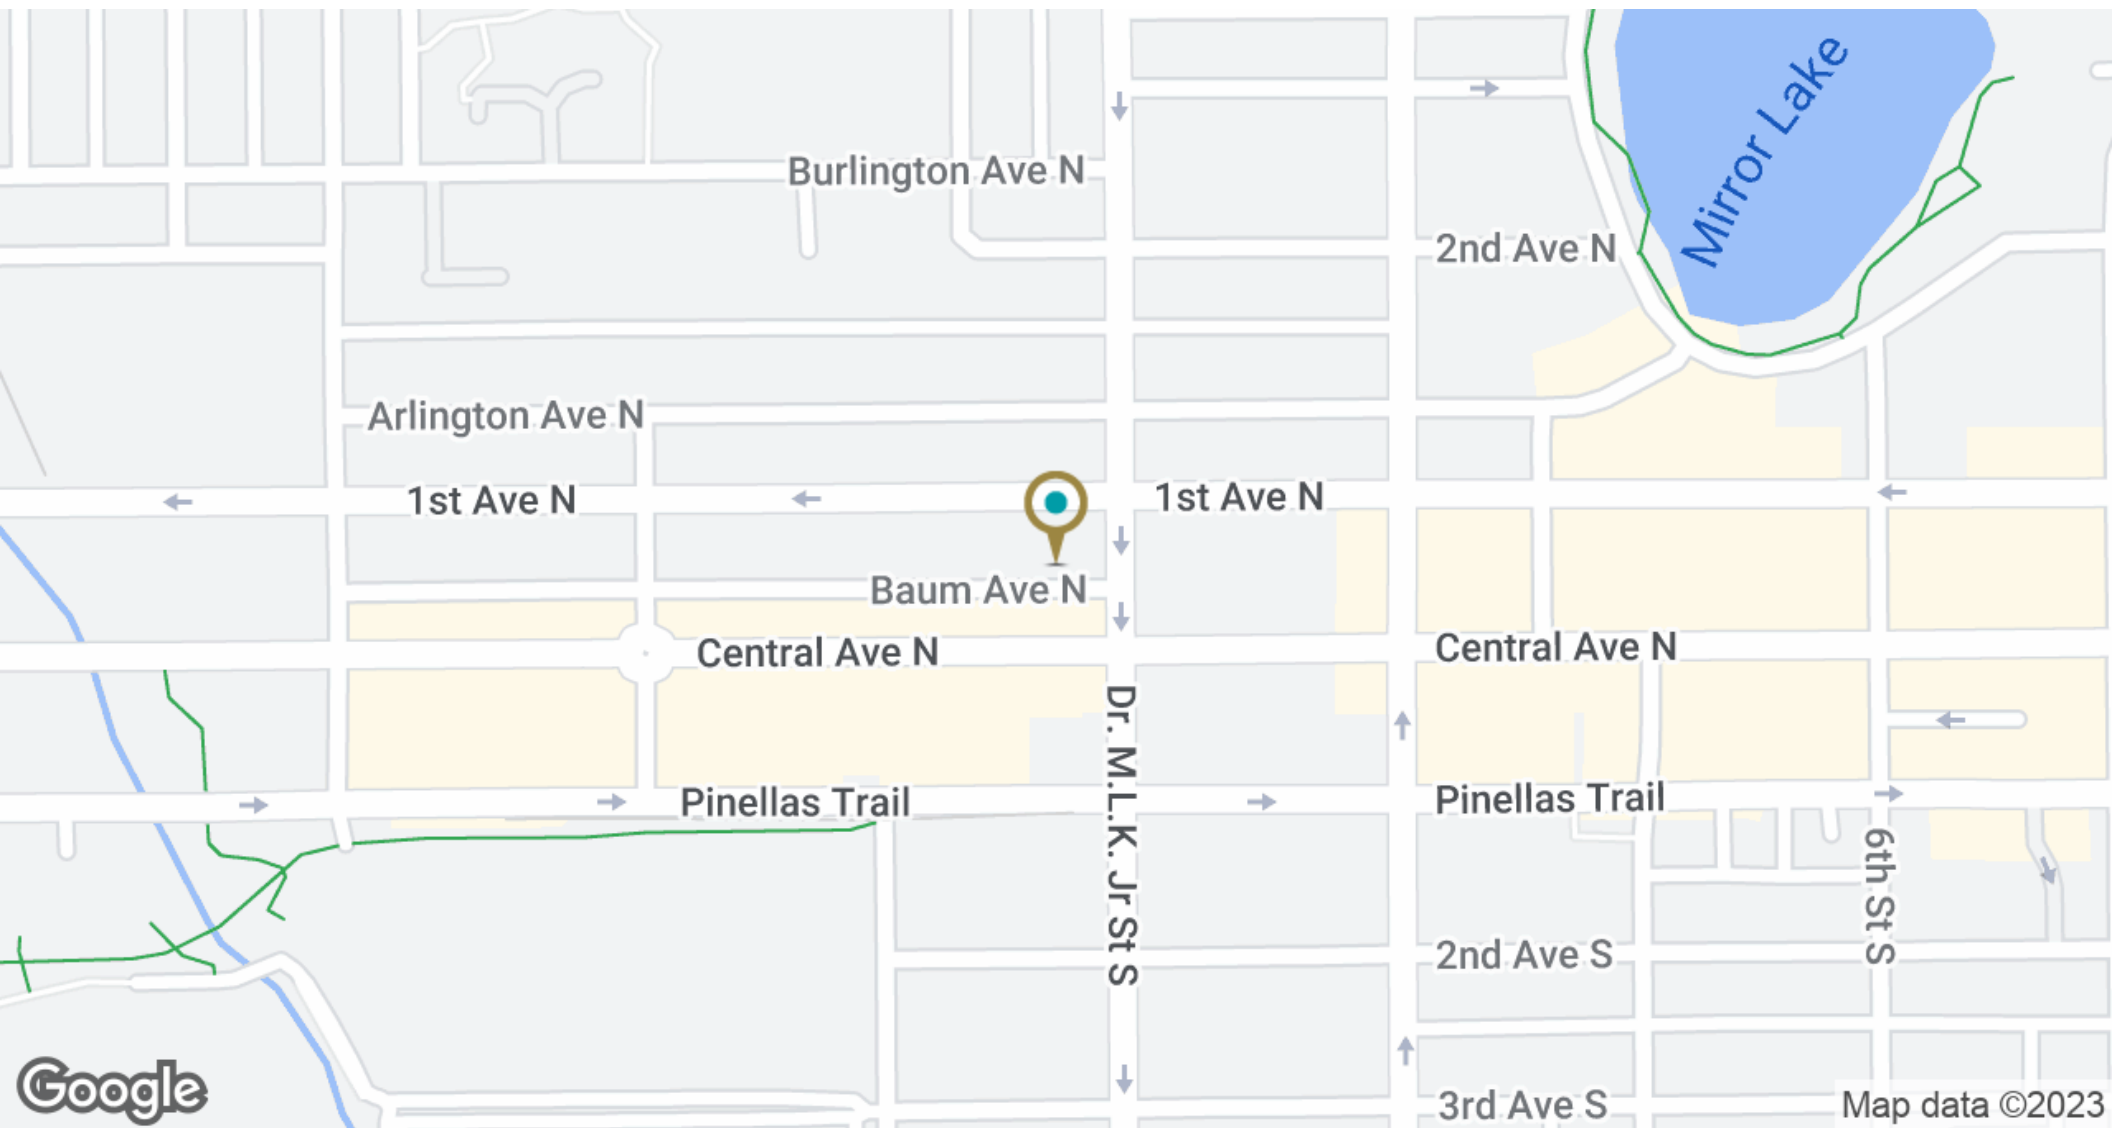 Mirror Lake
Burlington Ave N
2nd Ave N
Arlington Ave N
1st Ave N
1st Ave N
Baum Ave N
Central Ave N
Central Ave N
Dr. M.L.K. Jr St S
Pinellas Trail
Pinellas Trail
6th St S
2nd Ave S
3rd Ave S
Google
Map data ©2023